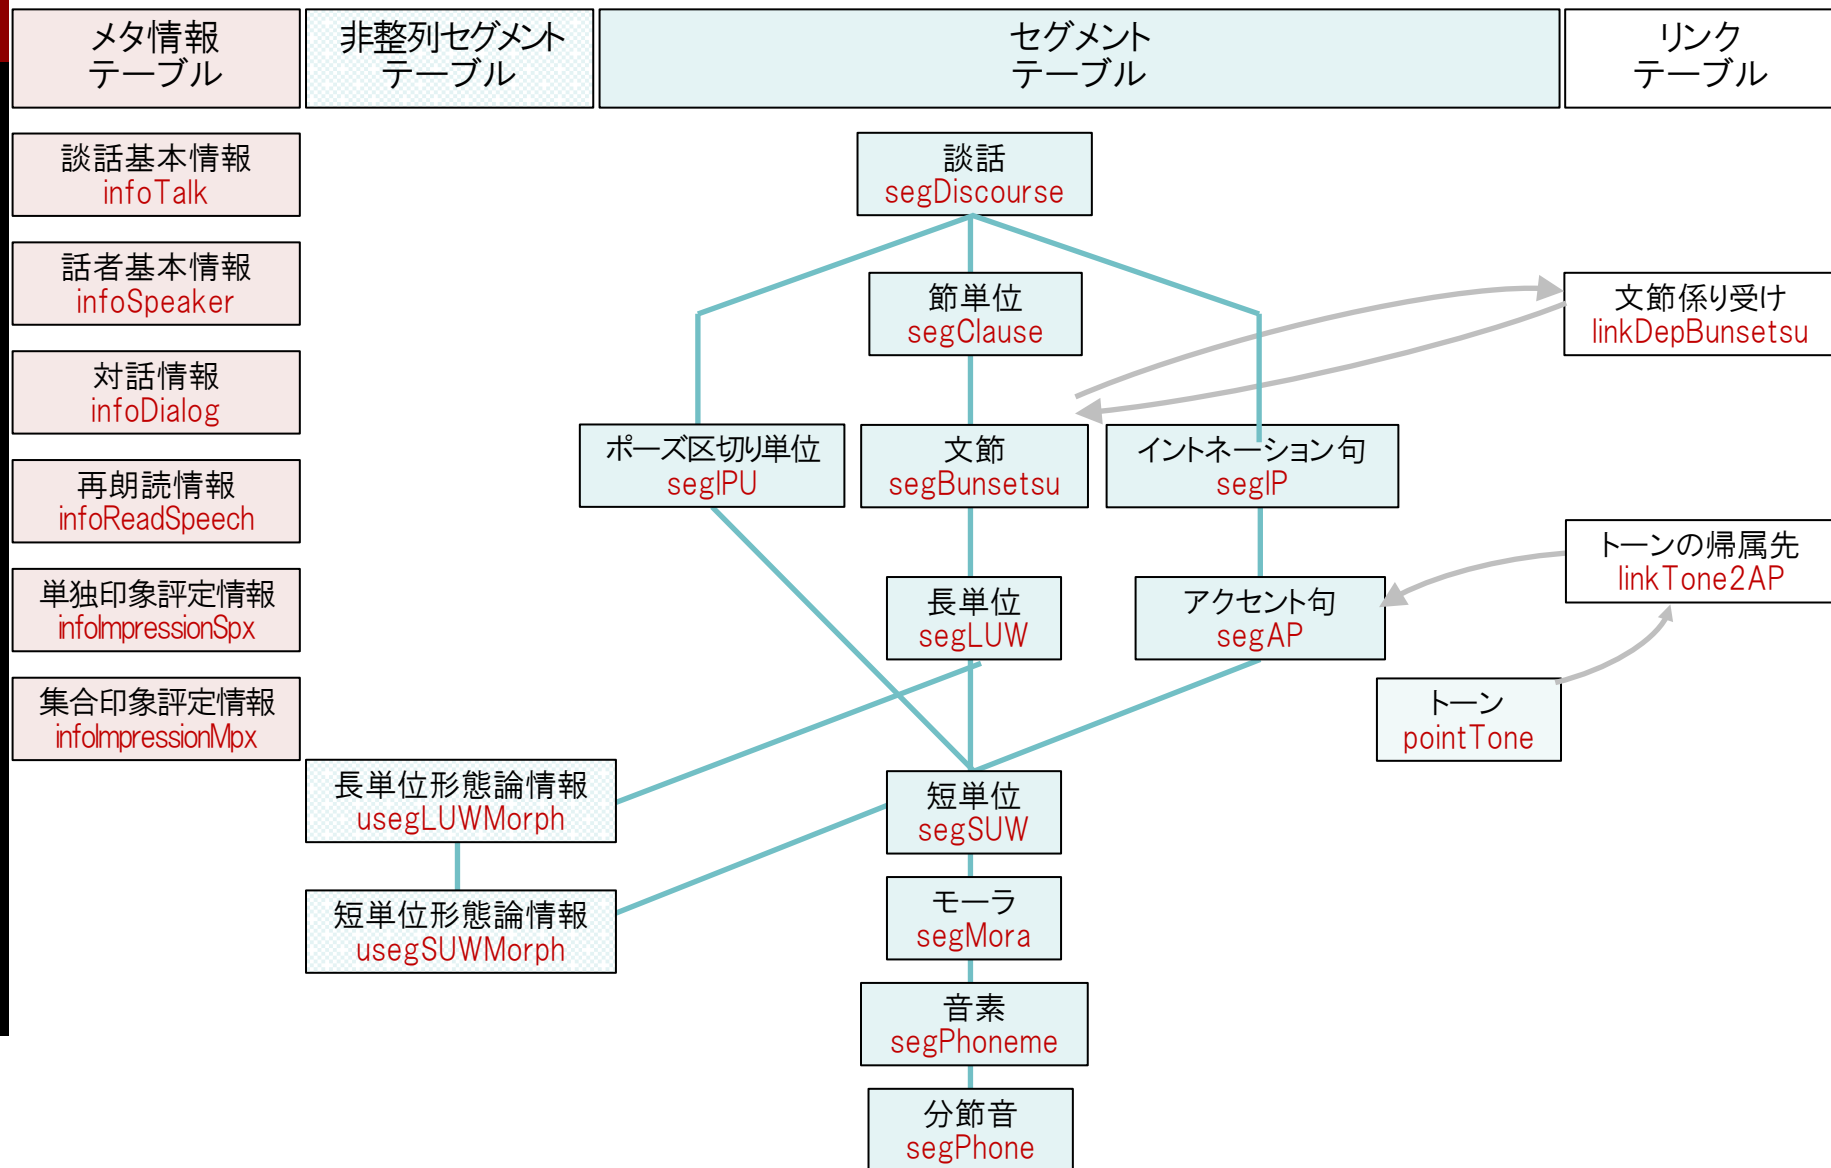 メタ情報
テーブル
非整列セグメント
テーブル
セグメント
テーブル
リンク
テーブル
談話基本情報
infoTalk
話者基本情報
infoSpeaker
対話情報
infoDialog
再朗読情報
infoReadSpeech
単独印象評定情報
infoImpressionSpx
集合印象評定情報
infoImpressionMpx
長単位形態論情報
usegLUWMorph
短単位形態論情報
usegSUWMorph
談話
segDiscourse
節単位
segClause
ポーズ区切り単位
segIPU
文節
segBunsetsu
イントネーション句
segIP
長単位
segLUW
アクセント句
segAP
短単位
segSUW
モーラ
segMora
音素
segPhoneme
分節音
segPhone
トーン
pointTone
文節係り受け
linkDepBunsetsu
トーンの帰属先
linkTone2AP